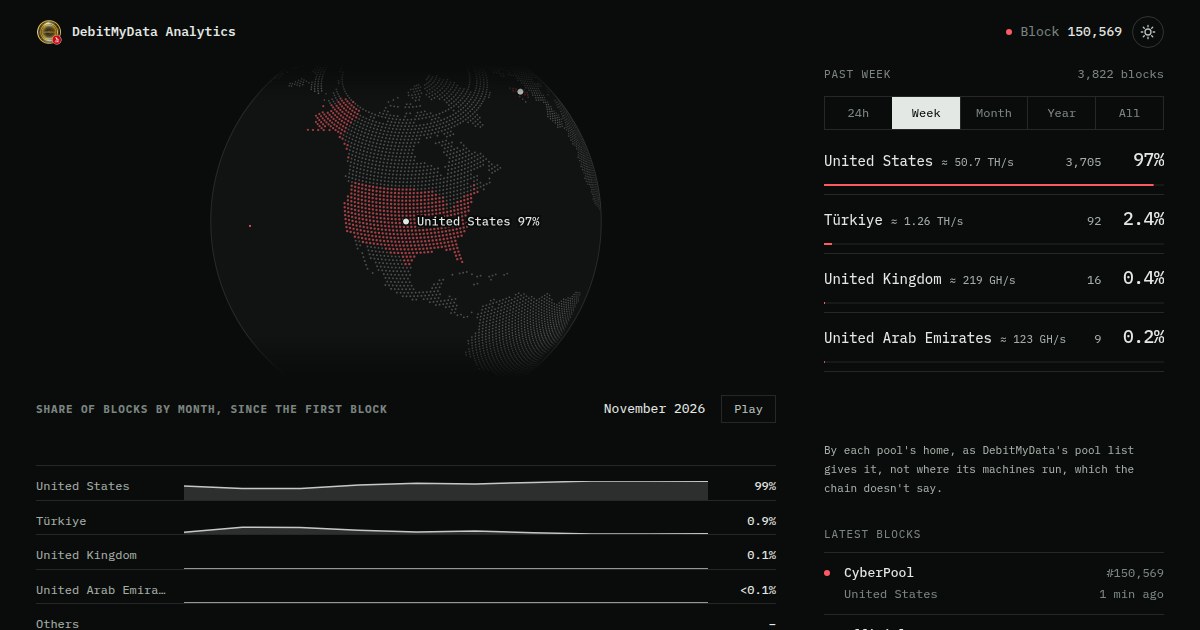 DebitMyData Analytics
Block 150,569
United States 97%
PAST WEEK 3,822 blocks
24h Week Month Year All
United States ≈ 50.7 TH/s 3,705 97%
Türkiye ≈ 1.26 TH/s 92 2.4%
United Kingdom ≈ 219 GH/s 16 0.4%
United Arab Emirates ≈ 123 GH/s 9 0.2%
SHARE OF BLOCKS BY MONTH, SINCE THE FIRST BLOCK November 2026 Play
United States 99%
Türkiye 0.9%
United Kingdom 0.1%
United Arab Emira… <0.1%
Others –
By each pool's home, as DebitMyData's pool list
gives it, not where its machines run, which the
chain doesn't say.
LATEST BLOCKS
CyberPool #150,569
United States 1 min ago